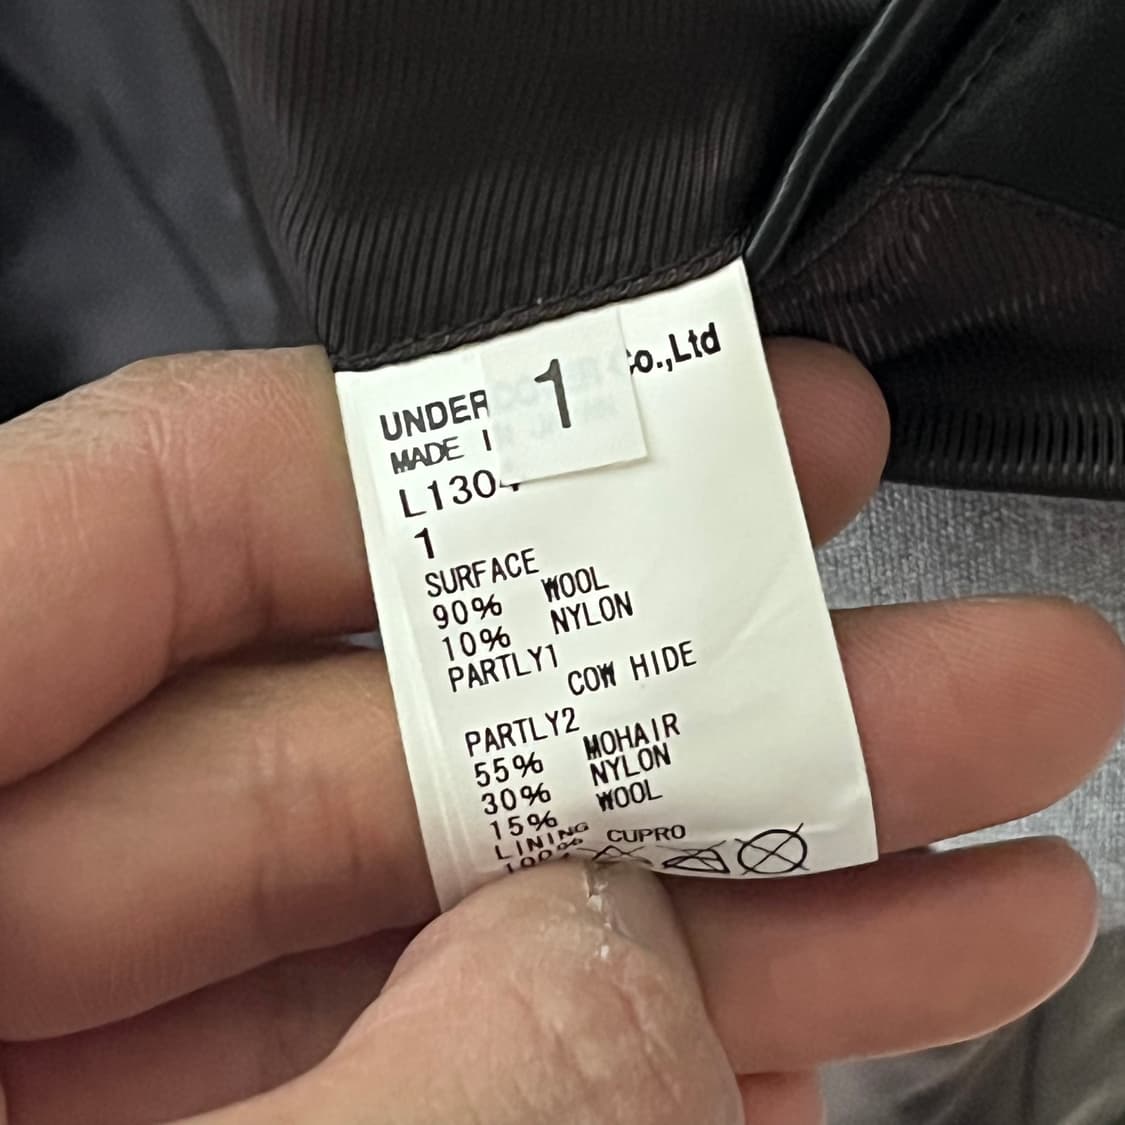 1
UNDER Co.,Ltd
MADE I
L1304
1
SURFACE
90% WOOL
10% NYLON
PARTLY1
COW HIDE
PARTLY2
55% MOHAIR
30% NYLON
15% WOOL
LINING
100% CUPRO